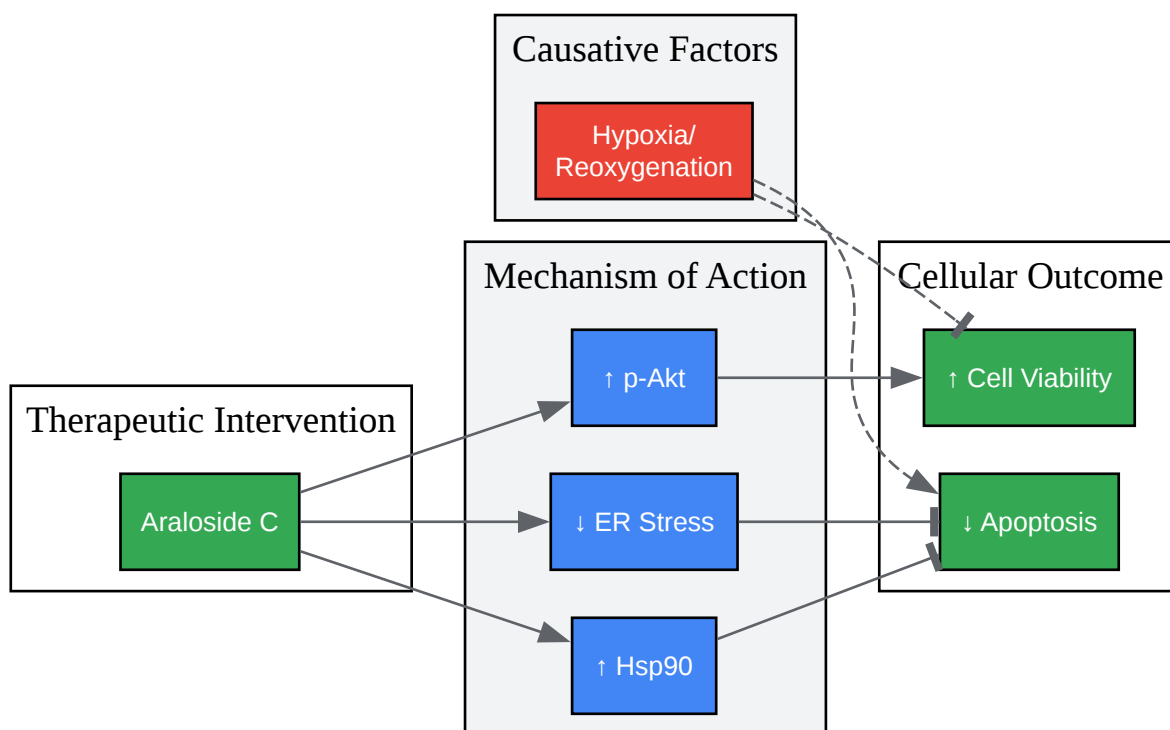 Causative Factors
Hypoxia/
Reoxygenation
Mechanism of Action
Cellular Outcome
↑ p-Akt
↑ Cell Viability
Therapeutic Intervention
Araloside C
↓ ER Stress
↓ Apoptosis
↑ Hsp90